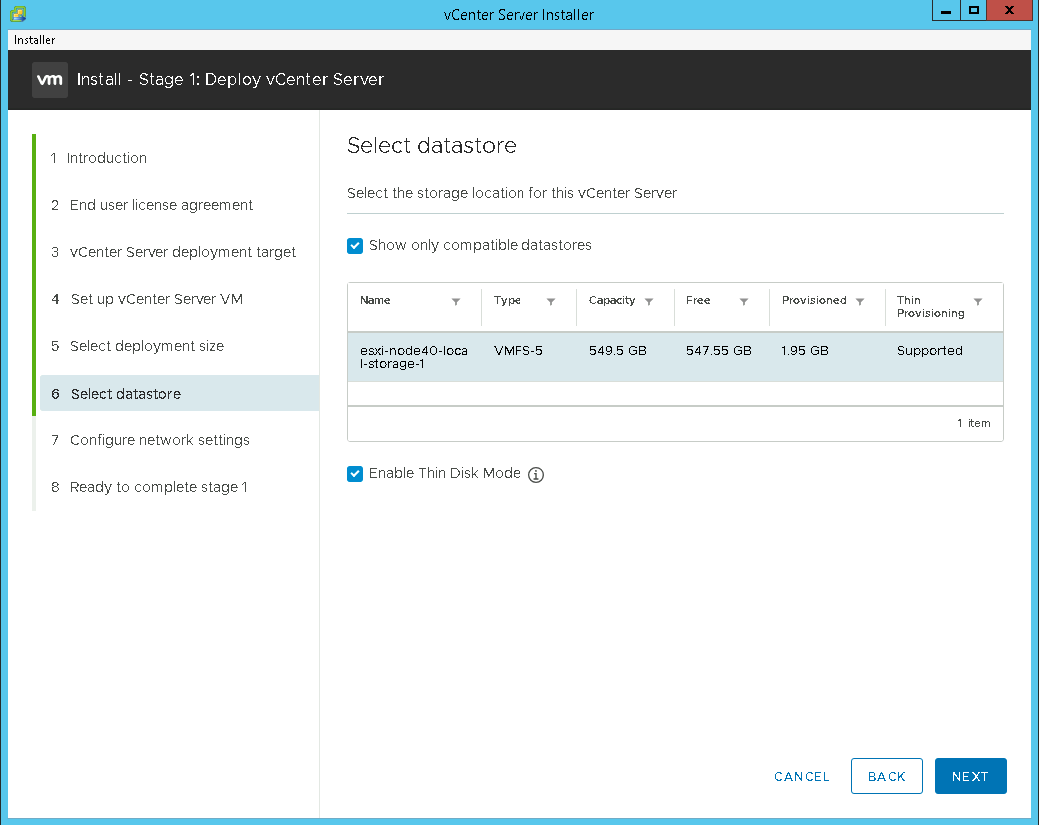 vCenter Server Installer
Installer
vm Install - Stage 1: Deploy vCenter Server
1 Introduction
2 End user license agreement
3 vCenter Server deployment target
4 Set up vCenter Server VM
5 Select deployment size
6 Select datastore
7 Configure network settings
8 Ready to complete stage 1
Select datastore
Select the storage location for this vCenter Server
Show only compatible datastores
Name Type Capacity Free Provisioned Thin
Provisioning
esxi-node40-loca VMFS-5 549.5 GB 547.55 GB 1.95 GB Supported
l-storage-1
1 item
Enable Thin Disk Mode
CANCEL BACK NEXT